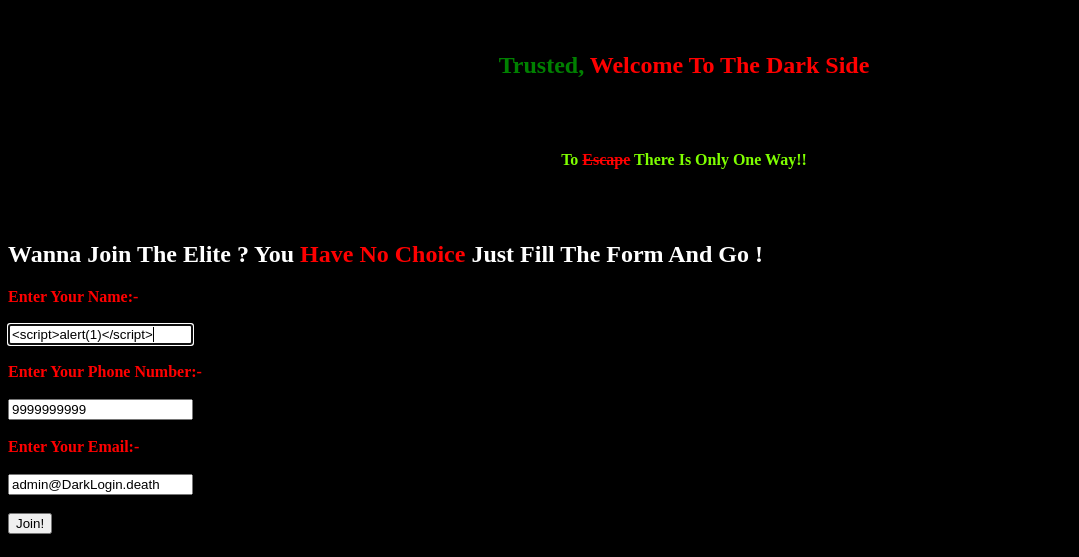 Trusted, Welcome To The Dark Side
To Escape There Is Only One Way!!
Wanna Join The Elite ? You Have No Choice Just Fill The Form And Go !
Enter Your Name:-
<script>alert(1)</script>
Enter Your Phone Number:-
9999999999
Enter Your Email:-
admin@DarkLogin.death
Join!